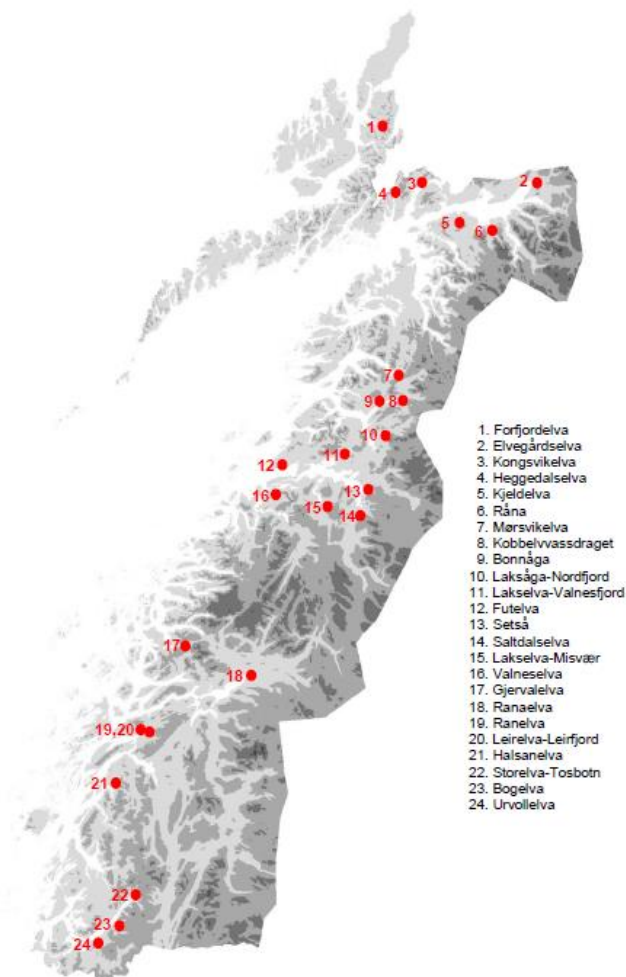 1
2
3
4
5
6
7
9
8
10
11
12
13
16
15
14
17
18
19,20
21
22
23
24
1. Forfjordelva
2. Elvegårdselva
3. Kongsvikelva
4. Heggedalselva
5. Kjeldelva
6. Råna
7. Mørsvikelva
8. Kobbelvvassdraget
9. Bonnåga
10. Laksåga-Nordfjord
11. Lakselva-Valnesfjord
12. Futelva
13. Setså
14. Saltdalselva
15. Lakselva-Misvær
16. Valneselva
17. Gjervalelva
18. Ranaelva
19. Ranelva
20. Leirelva-Leirfjord
21. Halsanelva
22. Storelva-Tosbotn
23. Bogelva
24. Urvollelva